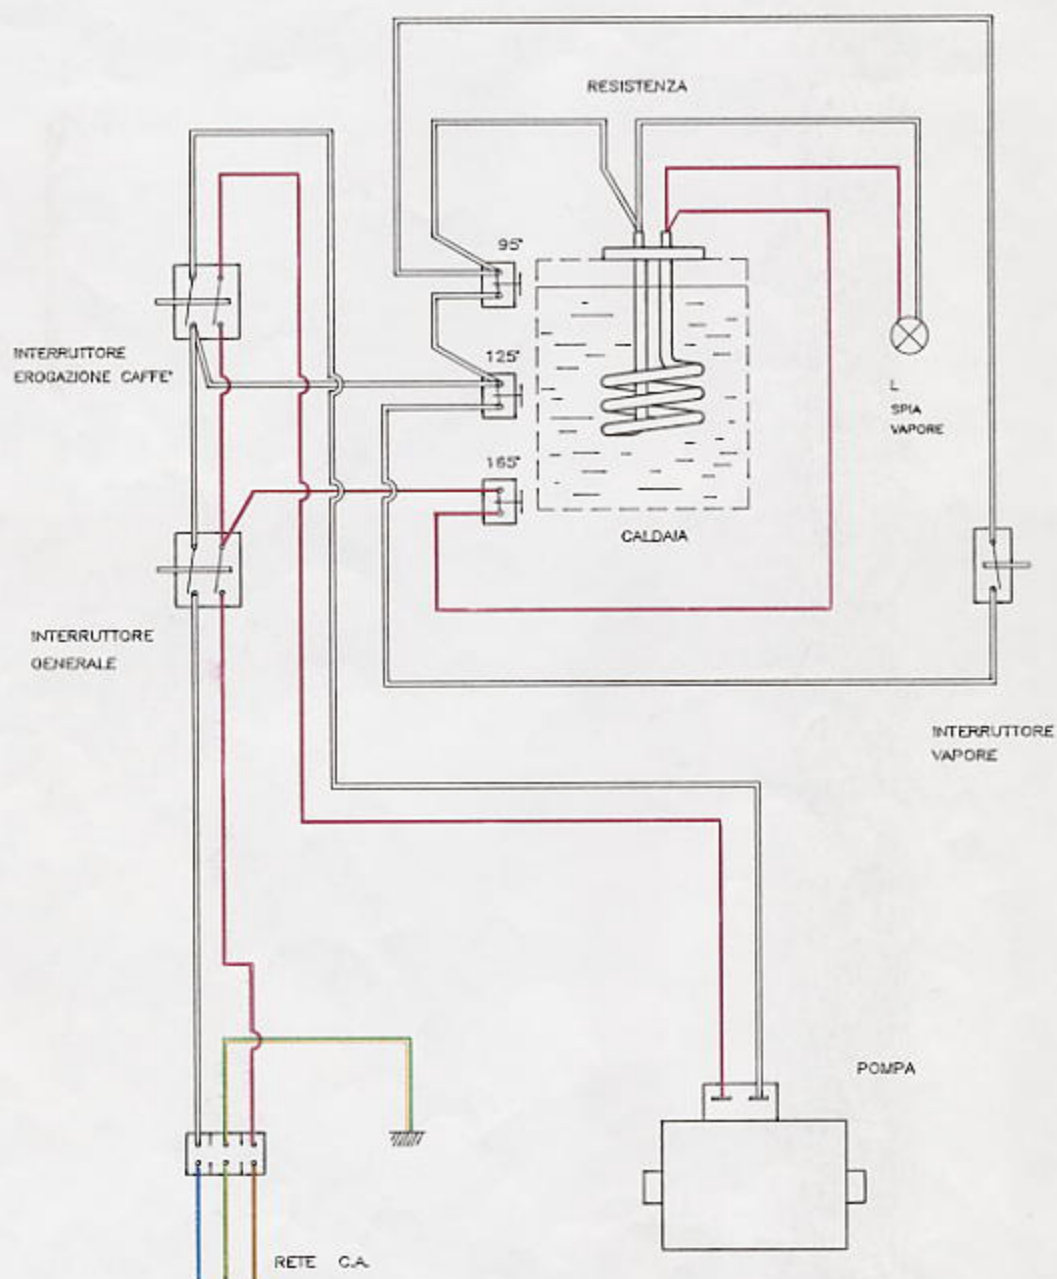 RESISTENZA
95°
INTERRUTTORE
EROGAZIONE CAFFE'
125°
L
SPIA
VAPORE
165°
CALDAIA
INTERRUTTORE
GENERALE
INTERRUTTORE
VAPORE
POMPA
RETE C.A.